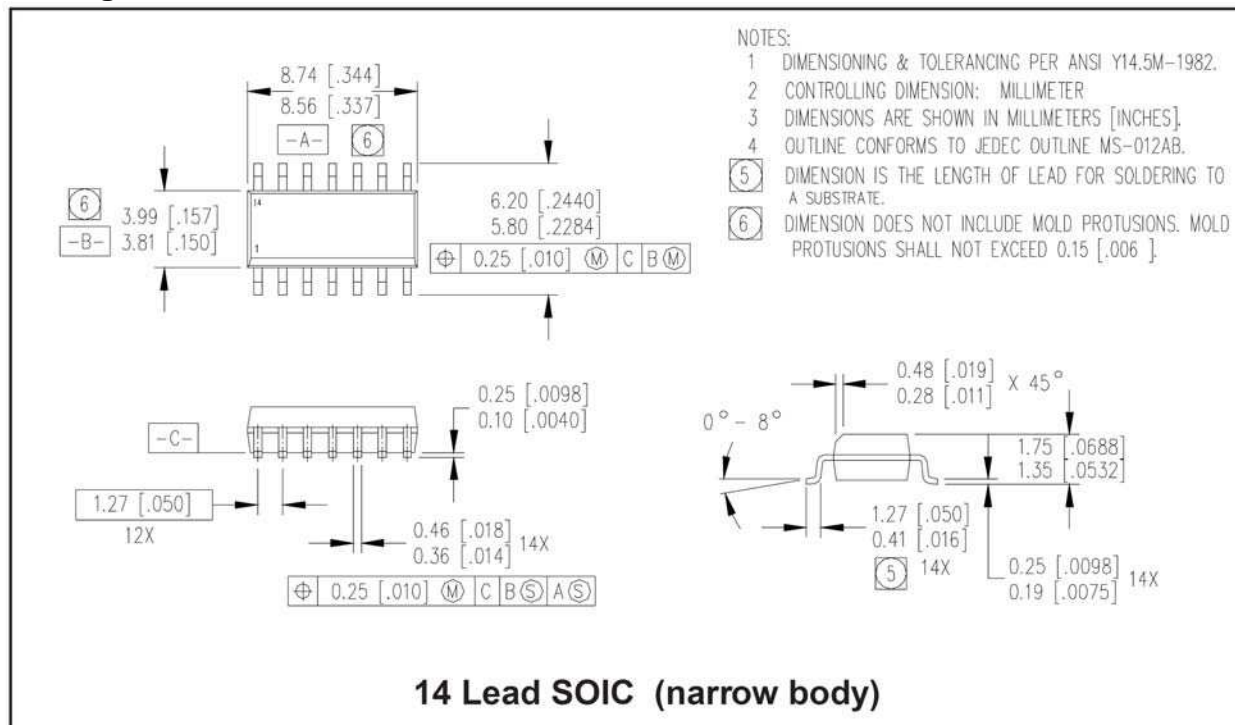 NOTES:
1 DIMENSIONING & TOLERANCING PER ANSI Y14.5M-1982.
2 CONTROLLING DIMENSION: MILLIMETER
3 DIMENSIONS ARE SHOWN IN MILLIMETERS [INCHES].
4 OUTLINE CONFORMS TO JEDEC OUTLINE MS-012AB.
5 DIMENSION IS THE LENGTH OF LEAD FOR SOLDERING TO
A SUBSTRATE.
6 DIMENSION DOES NOT INCLUDE MOLD PROTUSIONS. MOLD
PROTUSIONS SHALL NOT EXCEED 0.15 [.006 ].
8.74 [.344]
8.56 [.337]
-A- 6
6
3.99 [.157]
-B- 3.81 [.150]
14
1
6.20 [.2440]
5.80 [.2284]
⌖ 0.25 [.010] Ⓜ C B Ⓜ
0.25 [.0098]
0.10 [.0040]
-C-
1.27 [.050]
12X
0.46 [.018]
0.36 [.014] 14X
⌖ 0.25 [.010] Ⓜ C B Ⓢ A Ⓢ
0.48 [.019]
0.28 [.011] X 45°
0° - 8°
1.75 [.0688]
1.35 [.0532]
1.27 [.050]
0.41 [.016]
5 14X
0.25 [.0098]
0.19 [.0075] 14X
14 Lead SOIC (narrow body)